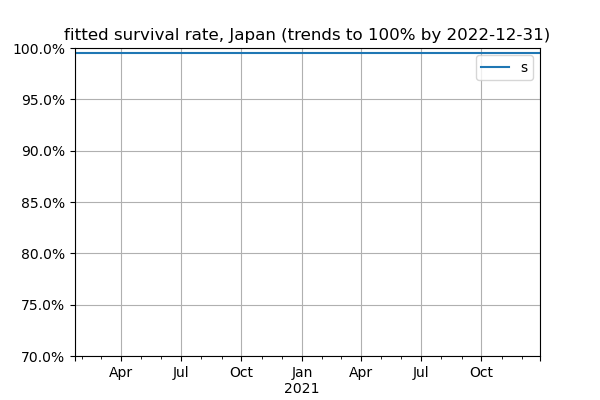 fitted survival rate, Japan (trends to 100% by 2022-12-31)
100.0%
s
95.0%
90.0%
85.0%
80.0%
75.0%
70.0%
Apr Jul Oct Jan Apr Jul Oct
2021